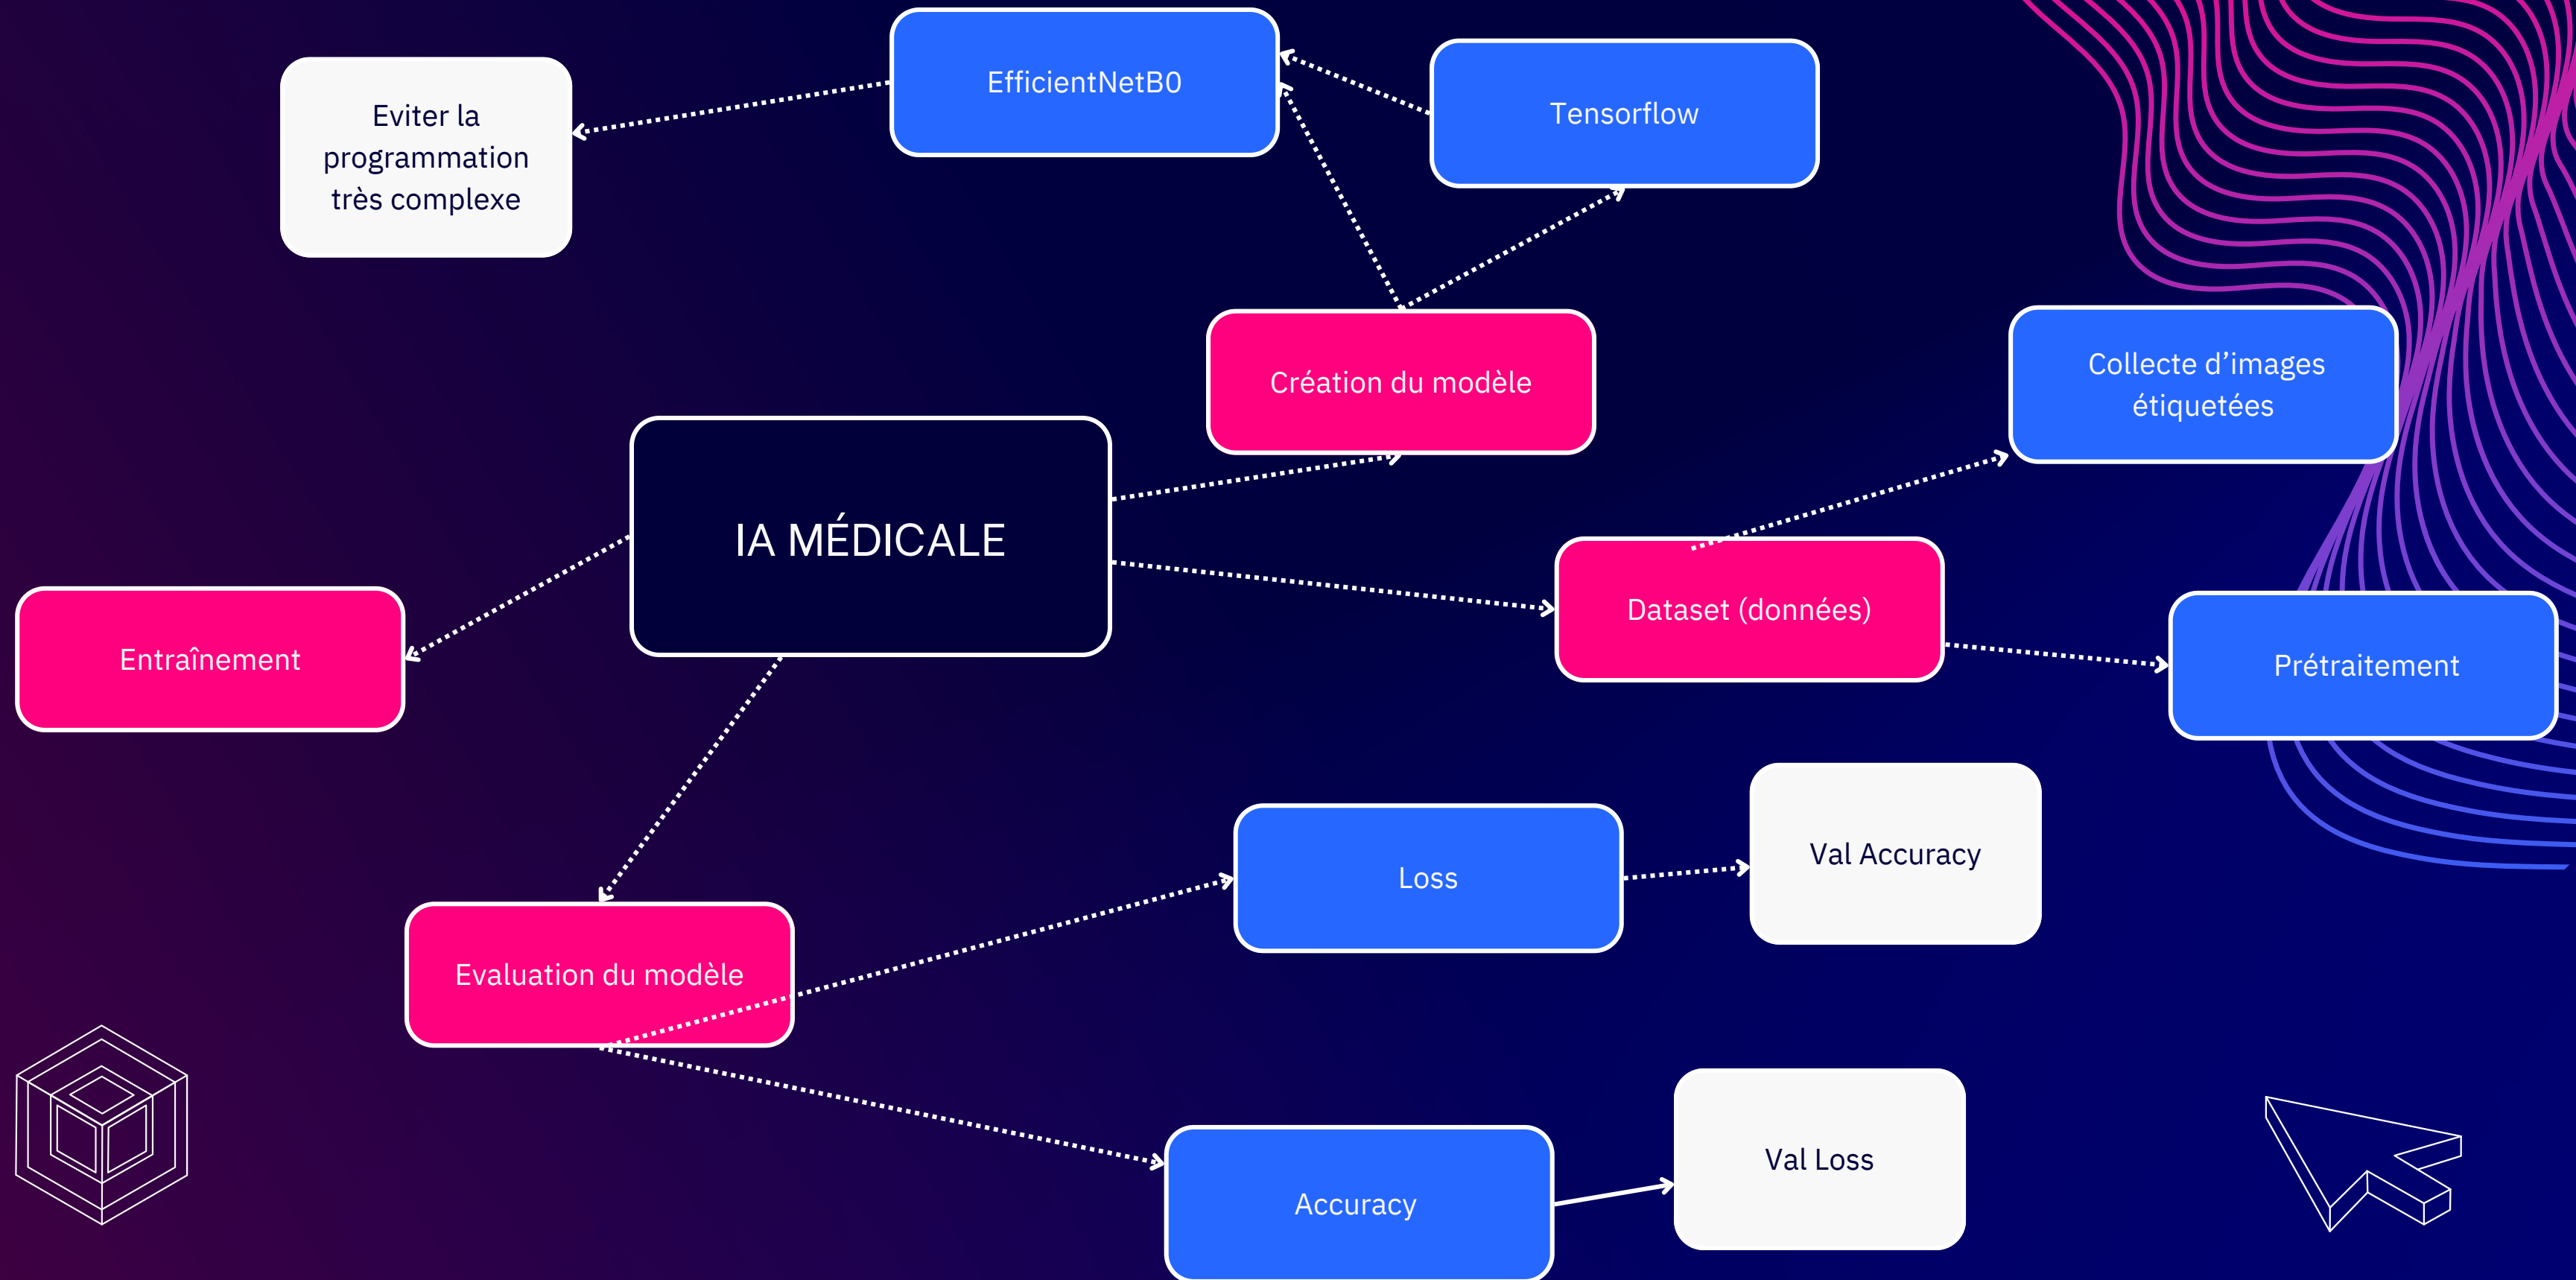 EfficientNetB0
Tensorflow
Eviter la
programmation
très complexe
Création du modèle
Collecte d’images
étiquetées
IA MÉDICALE
Dataset (données)
Entraînement
Prétraitement
Loss
Val Accuracy
Evaluation du modèle
Accuracy
Val Loss